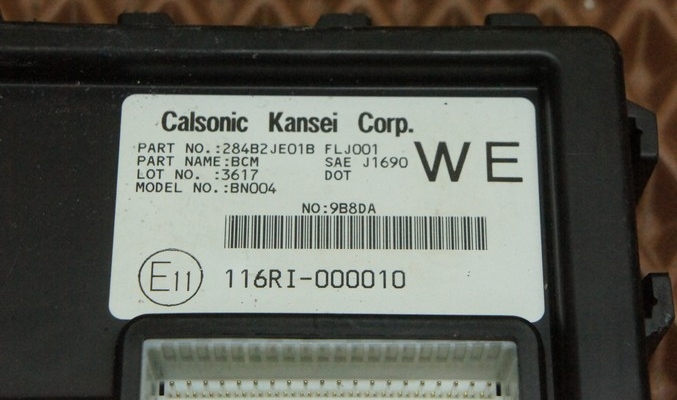 Calsonic Kansei Corp.
PART NO.:284B2JE01B FLJ001
PART NAME:BCM SAE J1690
LOT NO. :3617 DOT
MODEL NO.:BN004
WE
NO:9B8DA
E11 116RI-000010